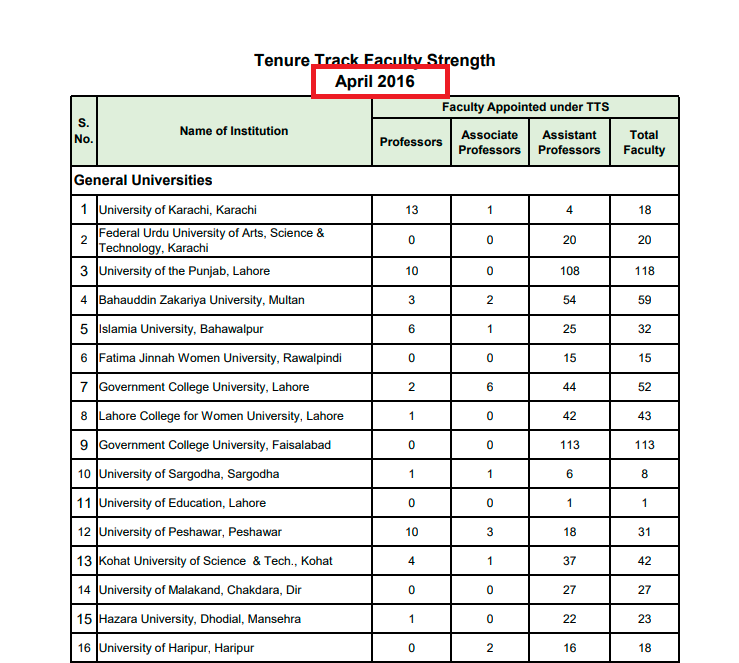 Tenure Track Faculty Strength
April 2016
S. No. Name of Institution Faculty Appointed under TTS
Professors Associate Professors Assistant Professors Total Faculty
General Universities
1 University of Karachi, Karachi 13 1 4 18
2 Federal Urdu University of Arts, Science &
Technology, Karachi 0 0 20 20
3 University of the Punjab, Lahore 10 0 108 118
4 Bahauddin Zakariya University, Multan 3 2 54 59
5 Islamia University, Bahawalpur 6 1 25 32
6 Fatima Jinnah Women University, Rawalpindi 0 0 15 15
7 Government College University, Lahore 2 6 44 52
8 Lahore College for Women University, Lahore 1 0 42 43
9 Government College University, Faisalabad 0 0 113 113
10 University of Sargodha, Sargodha 1 1 6 8
11 University of Education, Lahore 0 0 1 1
12 University of Peshawar, Peshawar 10 3 18 31
13 Kohat University of Science & Tech., Kohat 4 1 37 42
14 University of Malakand, Chakdara, Dir 0 0 27 27
15 Hazara University, Dhodial, Mansehra 1 0 22 23
16 University of Haripur, Haripur 0 2 16 18